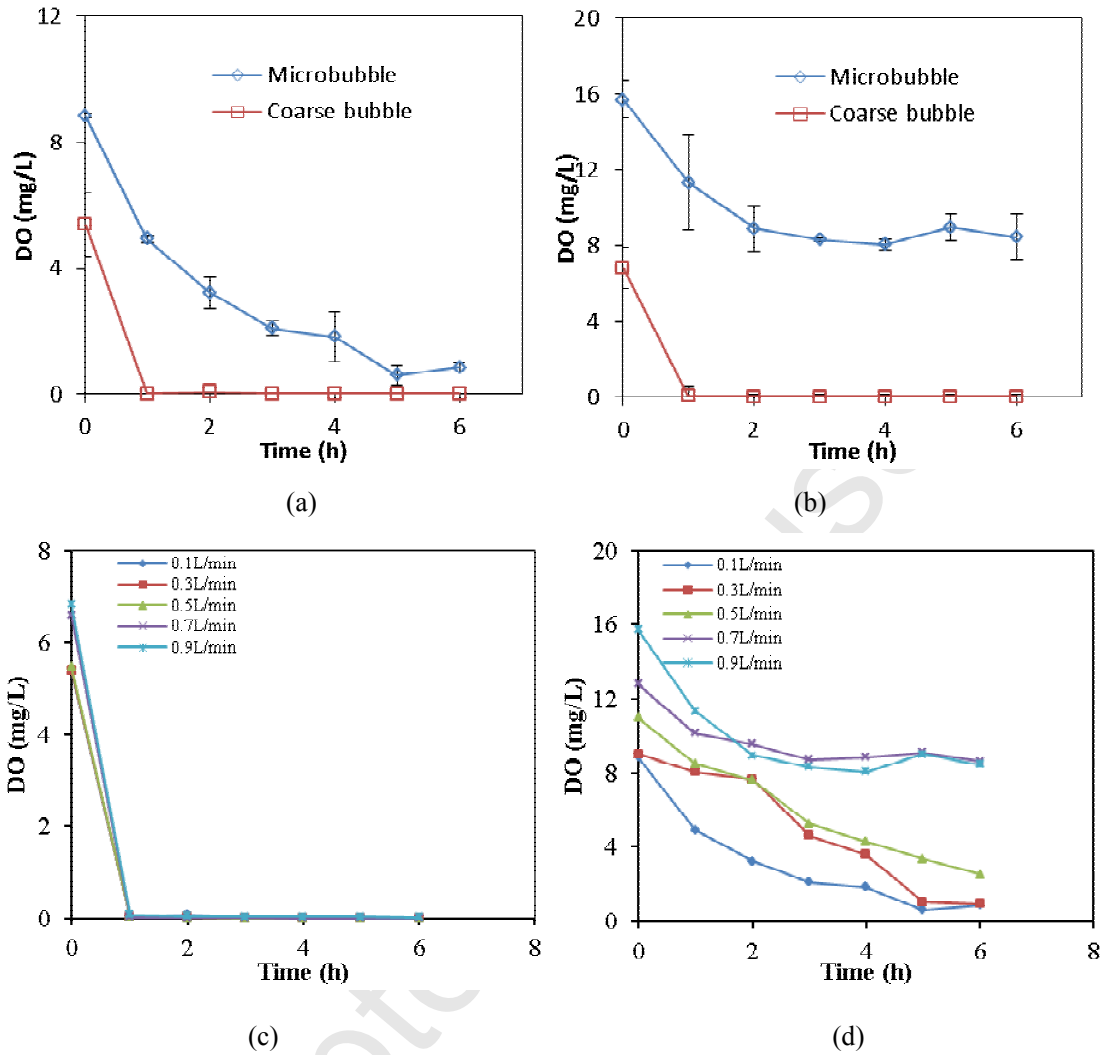 12
8
4
0
DO (mg/L)
Microbubble
Coarse bubble
0 2 4 6
Time (h)
(a)
20
16
12
8
4
0
DO (mg/L)
Microbubble
Coarse bubble
0 2 4 6
Time (h)
(b)
8
6
4
2
0
DO (mg/L)
0.1L/min
0.3L/min
0.5L/min
0.7L/min
0.9L/min
0 2 4 6 8
Time (h)
(c)
20
16
12
8
4
0
DO (mg/L)
0.1L/min
0.3L/min
0.5L/min
0.7L/min
0.9L/min
0 2 4 6 8
Time (h)
(d)